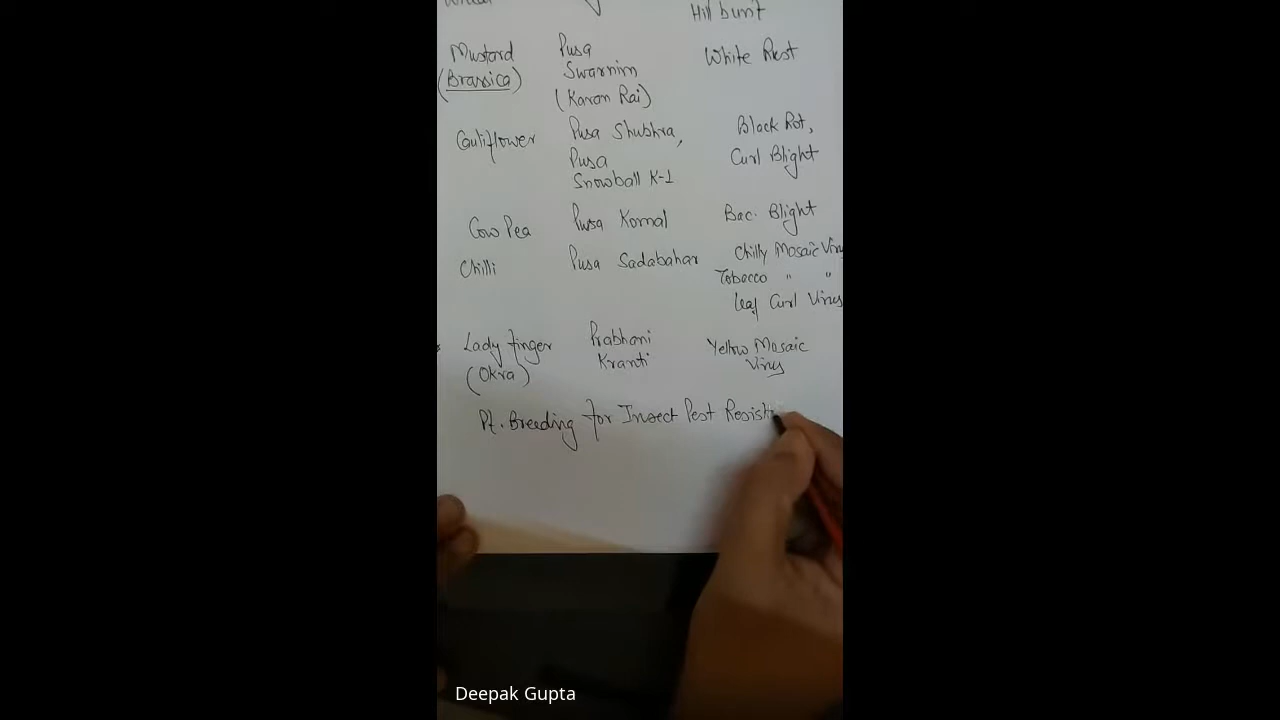 Hill bunt
Mustard Pusa White Rust
(Brassica) Swarnim
(Karan Rai)
Cauliflower Pusa Shubhra, Black Rot,
Pusa Curl Blight
Snowball K-1
Cow Pea Pusa Komal Bac. Blight
Chilli Pusa Sadabahar Chilly Mosaic Viru
Tobacco " "
Leaf Curl Virus
Lady finger Prabhani Yellow Mosaic
(Okra) Kranti Virus
Pt. Breeding for Insect Pest Resist
Deepak Gupta